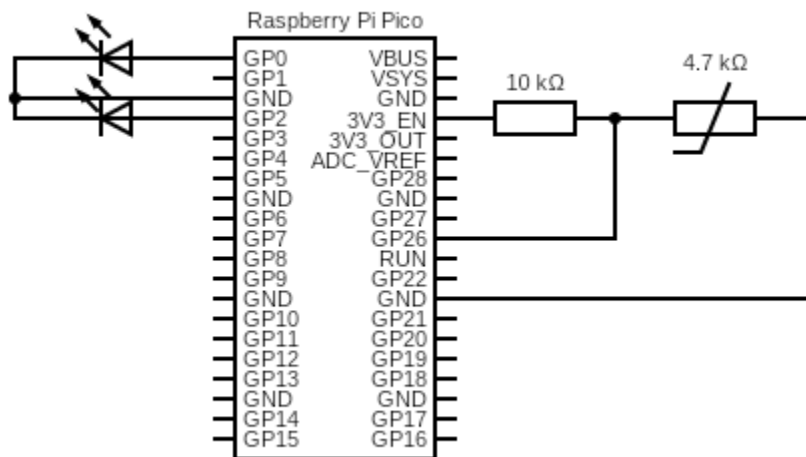 Raspberry Pi Pico
GP0
GP1
GND
GP2
GP3
GP4
GP5
GND
GP6
GP7
GP8
GP9
GND
GP10
GP11
GP12
GP13
GND
GP14
GP15
VBUS
VSYS
GND
3V3_EN
3V3_OUT
ADC_VREF
GP28
GND
GP27
GP26
RUN
GP22
GND
GP21
GP20
GP19
GP18
GND
GP17
GP16
10 kΩ
4.7 kΩ